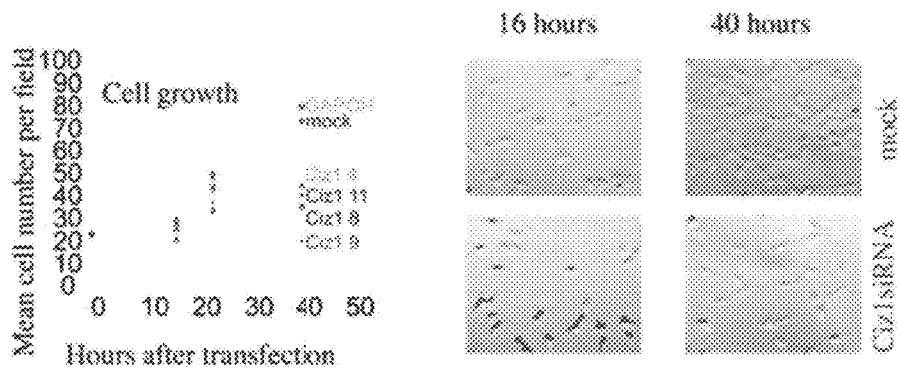 16 hours
40 hours
Mean cell number per field
100
90
80
70
60
50
40
30
20
10
0
Cell growth
GAPDH
mock
Ciz1 4
Ciz1 11
Ciz1 8
Ciz1 9
0 10 20 30 40 50
Hours after transfection
mock
Ciz1siRNA